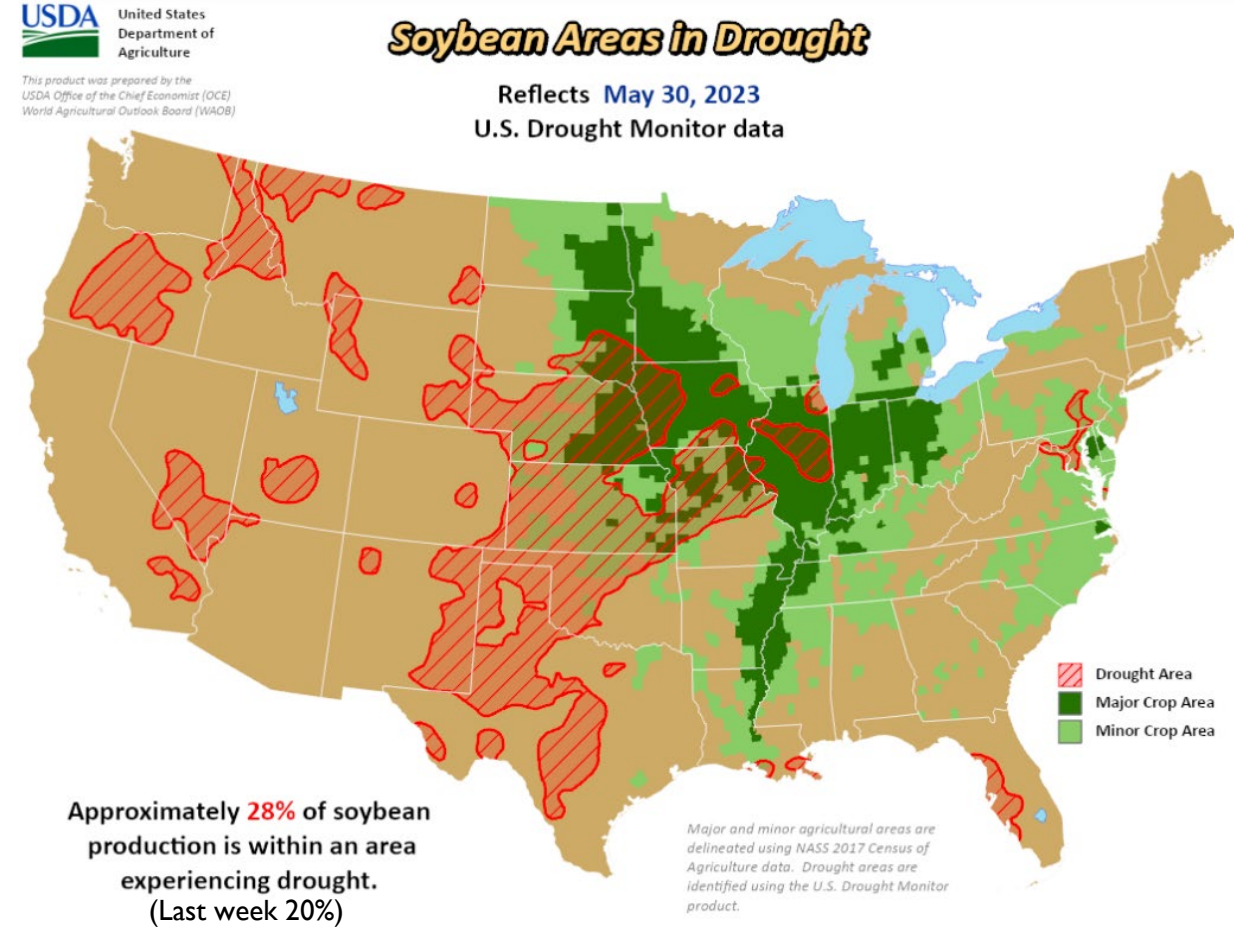 USDA
United States
Department of
Agriculture
This product was prepared by the
USDA Office of the Chief Economist (OCE)
World Agricultural Outlook Board (WAOB)
Soybean Areas in Drought
Reflects May 30, 2023
U.S. Drought Monitor data
Drought Area
Major Crop Area
Minor Crop Area
Approximately 28% of soybean
production is within an area
experiencing drought.
(Last week 20%)
Major and minor agricultural areas are
delineated using NASS 2017 Census of
Agriculture data. Drought areas are
identified using the U.S. Drought Monitor
product.